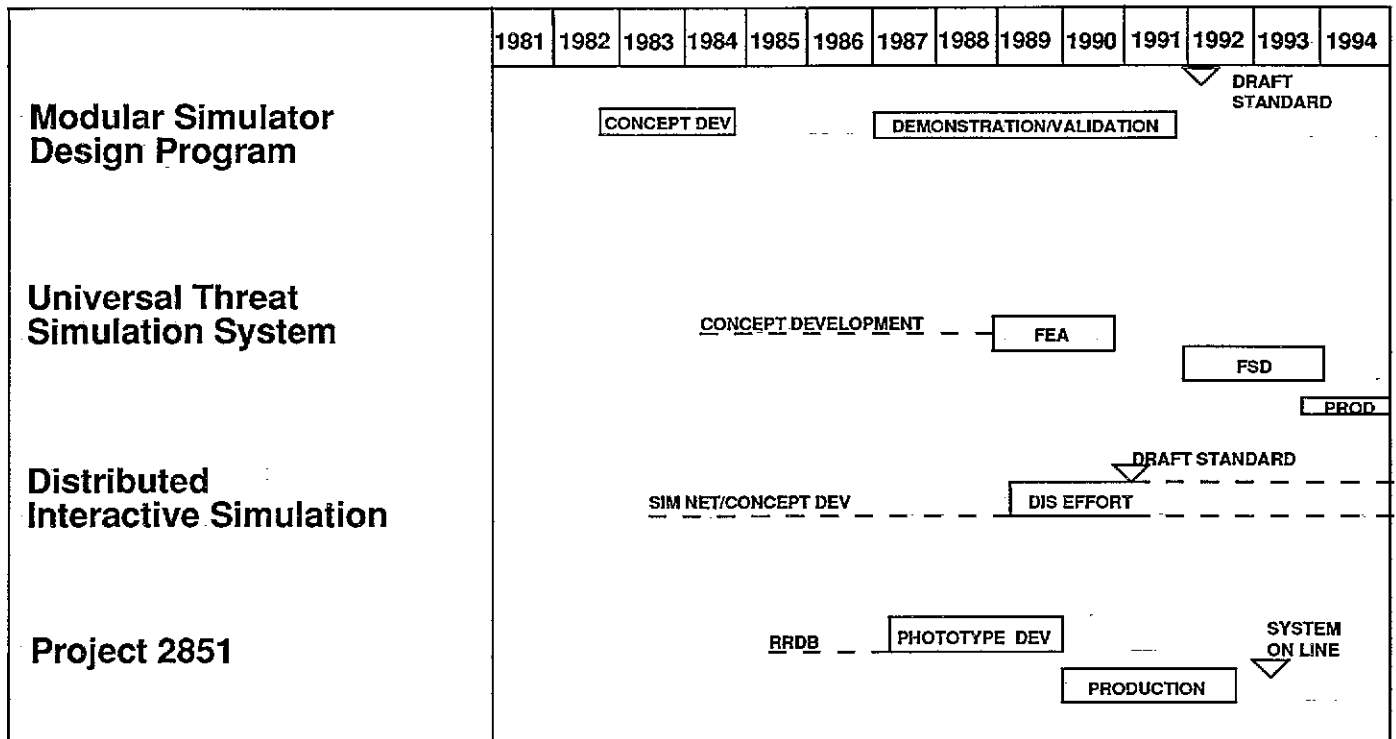 1981 1982 1983 1984 1985 1986 1987 1988 1989 1990 1991 1992 1993 1994
Modular Simulator
Design Program
CONCEPT DEV
DEMONSTRATION/VALIDATION
DRAFT
STANDARD
Universal Threat
Simulation System
CONCEPT DEVELOPMENT
FEA
FSD
PROD
Distributed
Interactive Simulation
SIM NET/CONCEPT DEV
DIS EFFORT
DRAFT STANDARD
Project 2851
RRDB
PHOTOTYPE DEV
PRODUCTION
SYSTEM
ON LINE